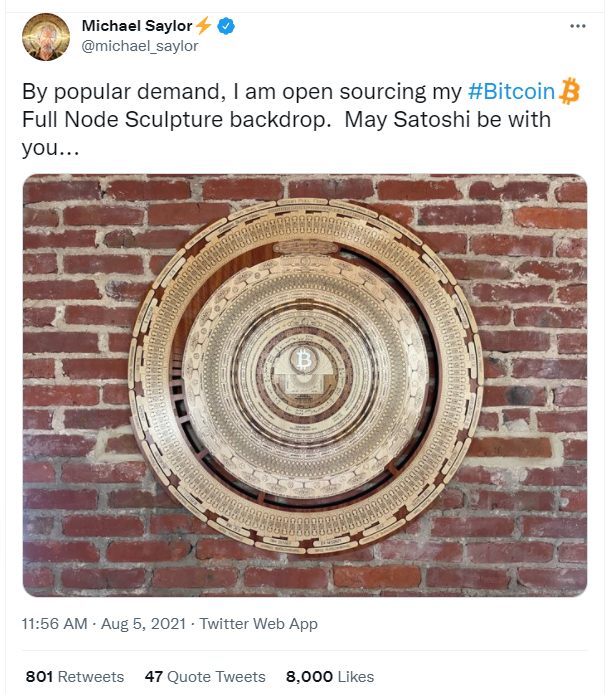 Michael Saylor⚡
@michael_saylor
By popular demand, I am open sourcing my #Bitcoin
Full Node Sculpture backdrop.  May Satoshi be with
you…
₿
11:56 AM · Aug 5, 2021 · Twitter Web App
801 Retweets 47 Quote Tweets 8,000 Likes